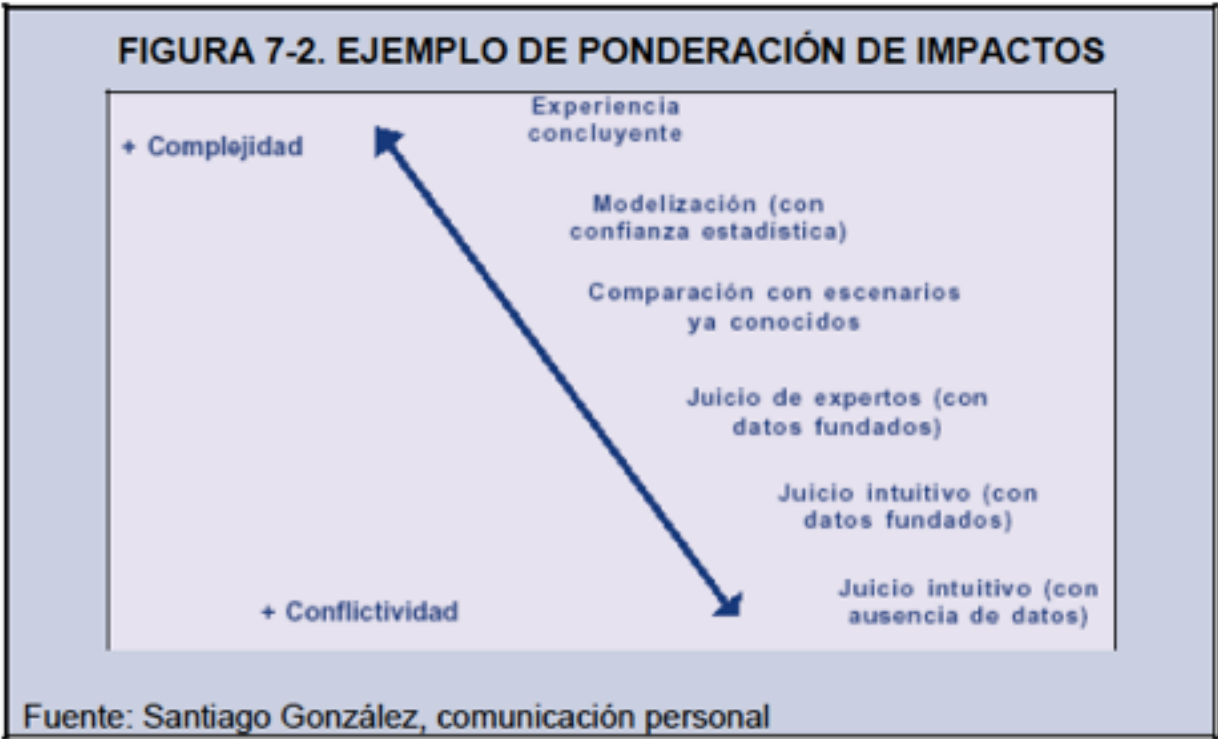 FIGURA 7-2. EJEMPLO DE PONDERACIÓN DE IMPACTOS
Experiencia
concluyente
+ Complejidad
Modelización (con
confianza estadística)
Comparación con escenarios
ya conocidos
Juicio de expertos (con
datos fundados)
Juicio intuitivo (con
datos fundados)
Juicio intuitivo (con
ausencia de datos)
+ Conflictividad
Fuente: Santiago González, comunicación personal